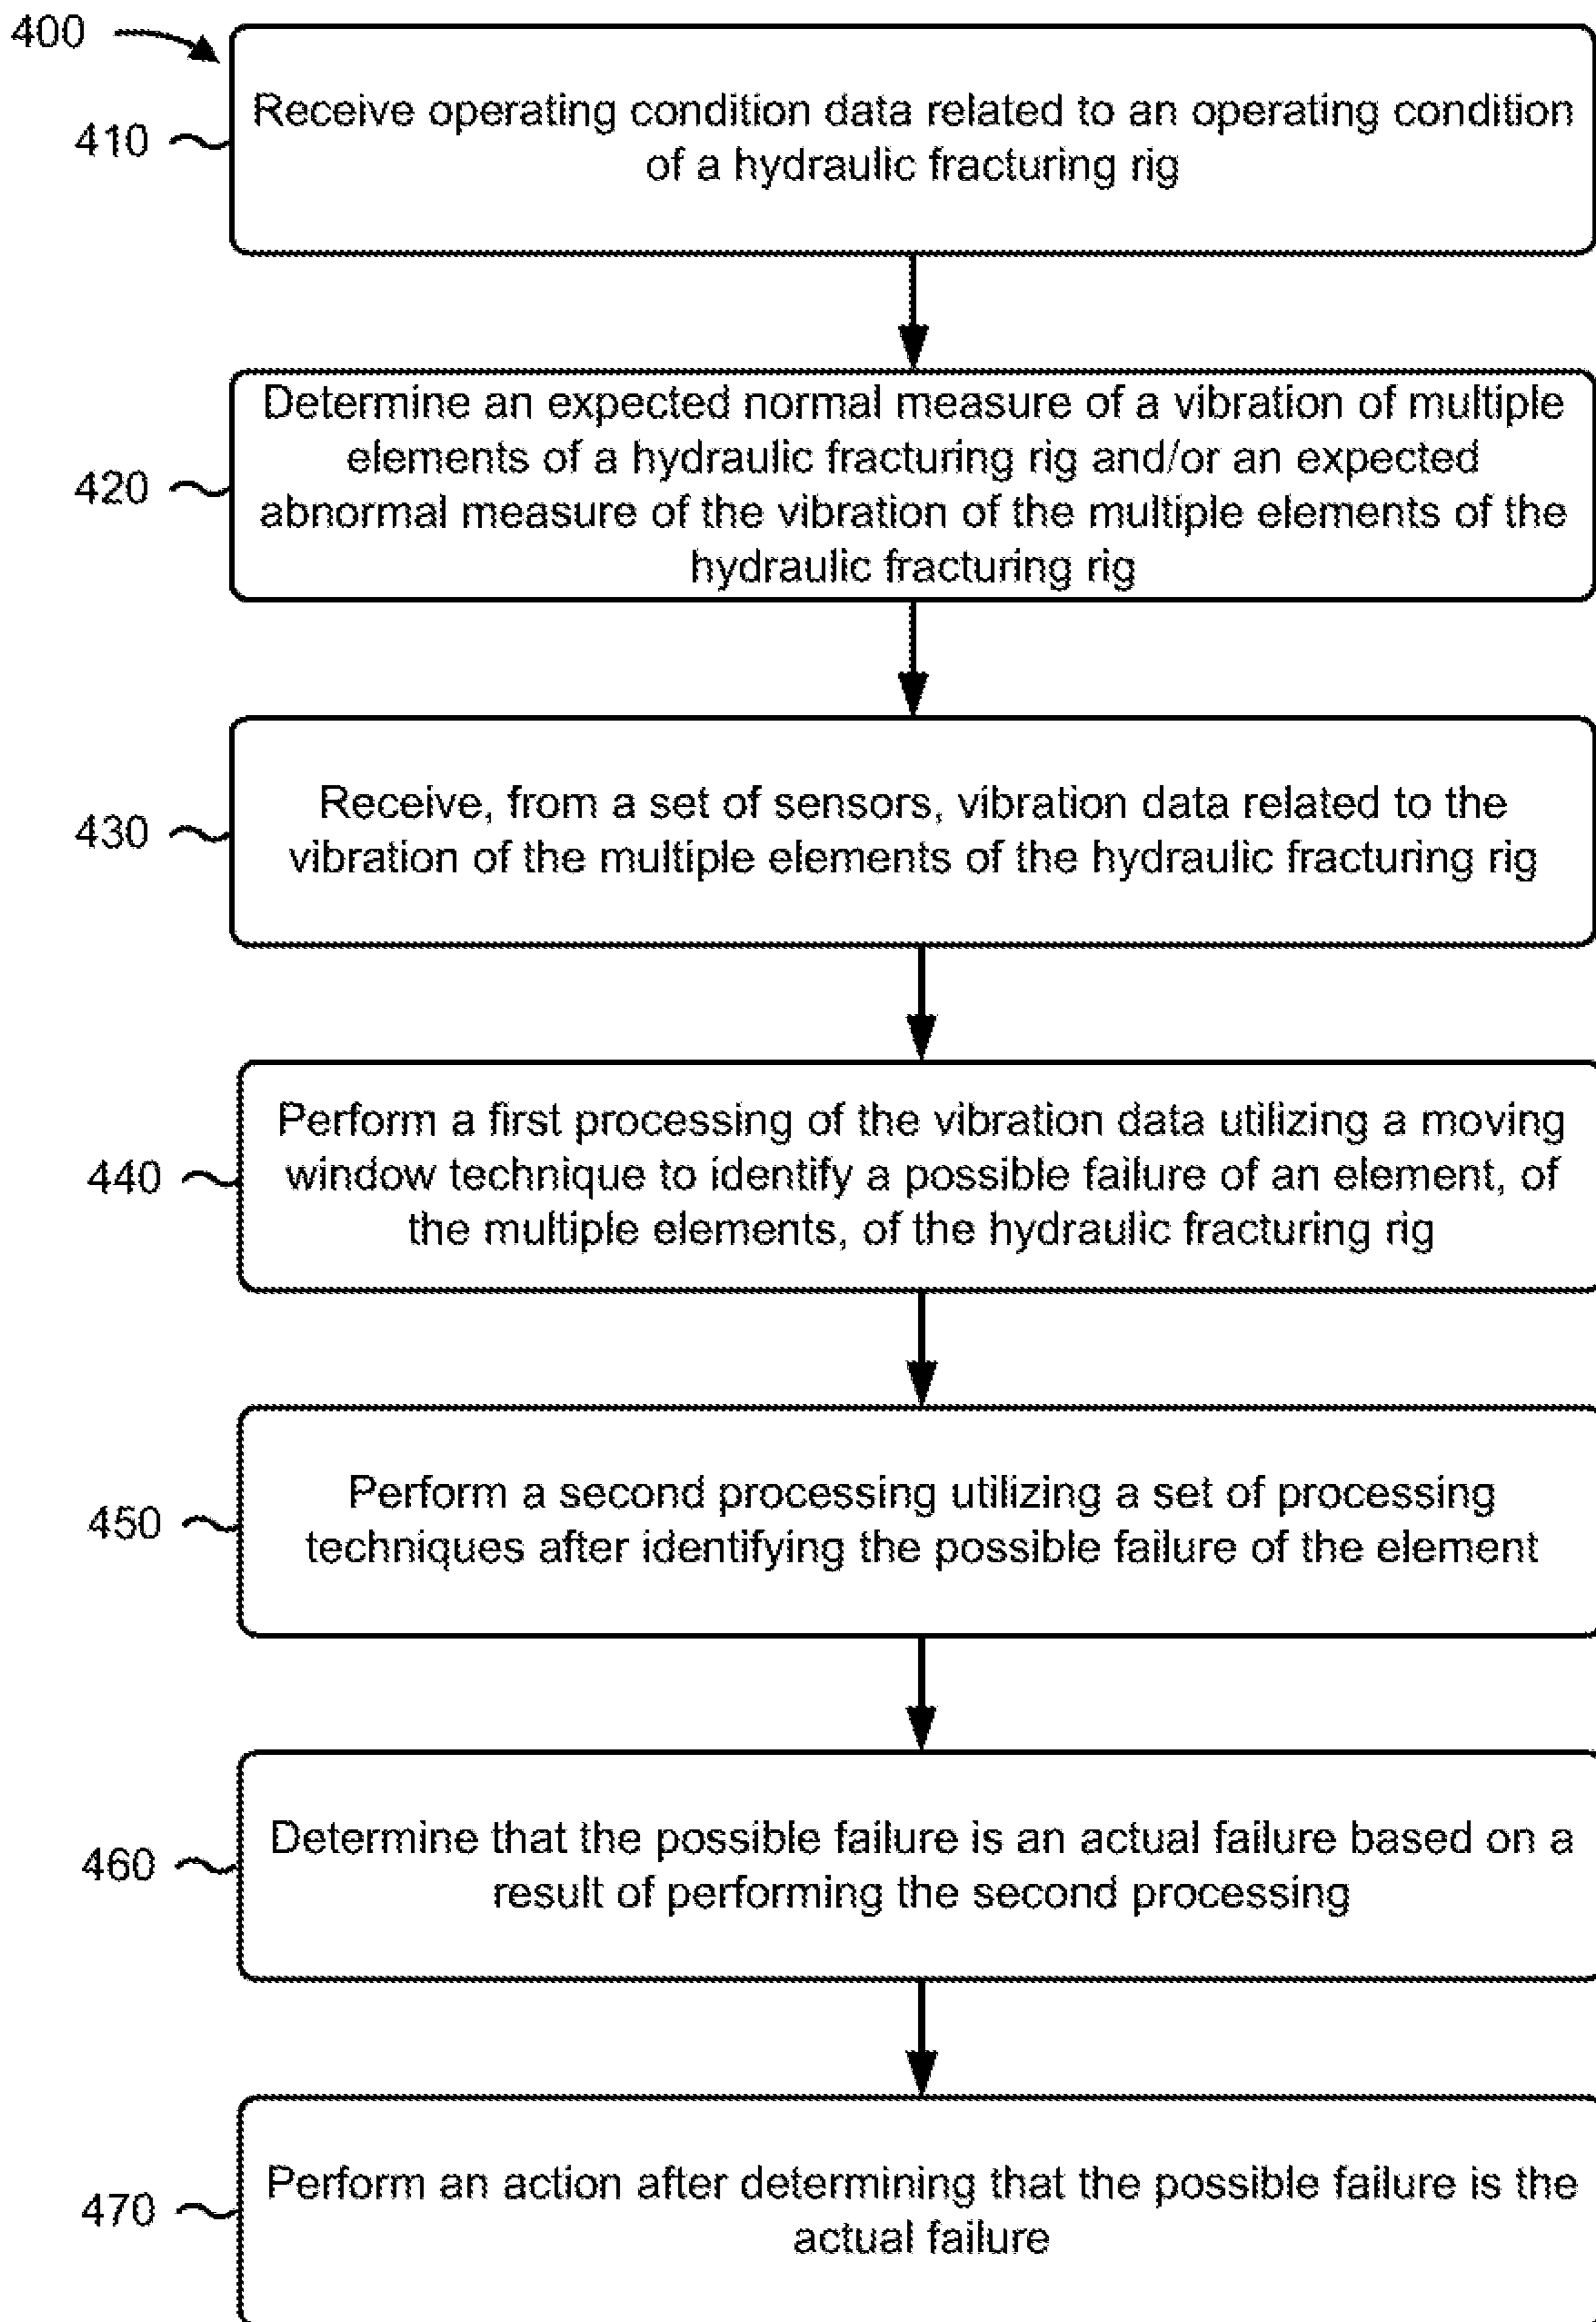 400
410
Receive operating condition data related to an operating condition
of a hydraulic fracturing rig
420
Determine an expected normal measure of a vibration of multiple
elements of a hydraulic fracturing rig and/or an expected
abnormal measure of the vibration of the multiple elements of the
hydraulic fracturing rig
430
Receive, from a set of sensors, vibration data related to the
vibration of the multiple elements of the hydraulic fracturing rig
440
Perform a first processing of the vibration data utilizing a moving
window technique to identify a possible failure of an element, of
the multiple elements, of the hydraulic fracturing rig
450
Perform a second processing utilizing a set of processing
techniques after identifying the possible failure of the element
460
Determine that the possible failure is an actual failure based on a
result of performing the second processing
470
Perform an action after determining that the possible failure is the
actual failure